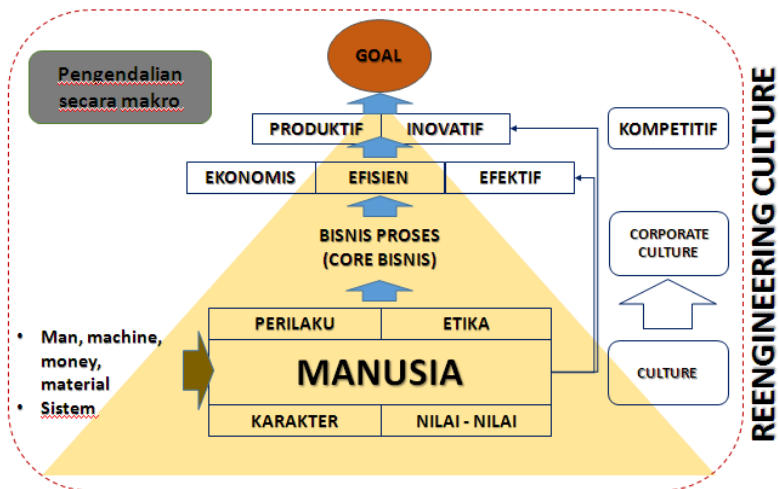 GOAL
Pengendalian
secara makro
PRODUKTIF
INOVATIF
KOMPETITIF
EKONOMIS
EFISIEN
EFEKTIF
BISNIS PROSES
(CORE BISNIS)
CORPORATE
CULTURE
PERILAKU
ETIKA
• Man, machine,
money,
material
• Sistem
MANUSIA
CULTURE
KARAKTER
NILAI - NILAI
REENGINEERING CULTURE